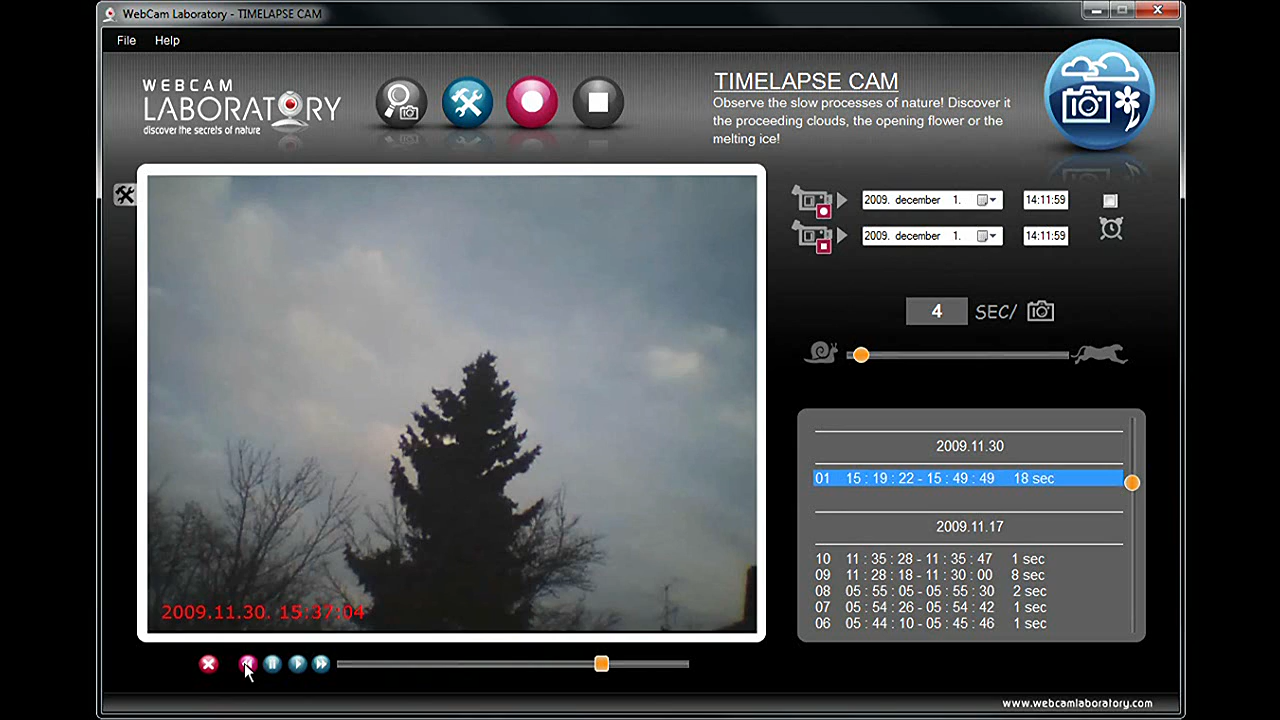 WebCam Laboratory - TIMELAPSE CAM
File Help
WEBCAM
LABORATORY
discover the secrets of nature
TIMELAPSE CAM
Observe the slow processes of nature! Discover it
the proceeding clouds, the opening flower or the
melting ice!
2009. december 1. 14:11:59
2009. december 1. 14:11:59
4 SEC/
2009.11.30
01 15 : 19 : 22 - 15 : 49 : 49 18 sec
2009.11.17
10 11 : 35 : 28 - 11 : 35 : 47 1 sec
09 11 : 28 : 18 - 11 : 30 : 00 8 sec
08 05 : 55 : 05 - 05 : 55 : 30 2 sec
07 05 : 54 : 26 - 05 : 54 : 42 1 sec
06 05 : 44 : 10 - 05 : 45 : 46 1 sec
2009.11.30. 15:37:04
www.webcamlaboratory.com